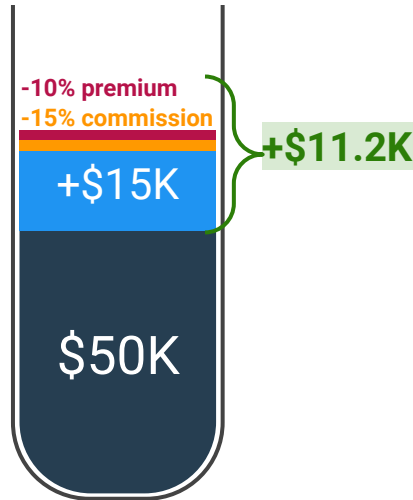 -10% premium
-15% commission
+$11.2K
+$15K
$50K